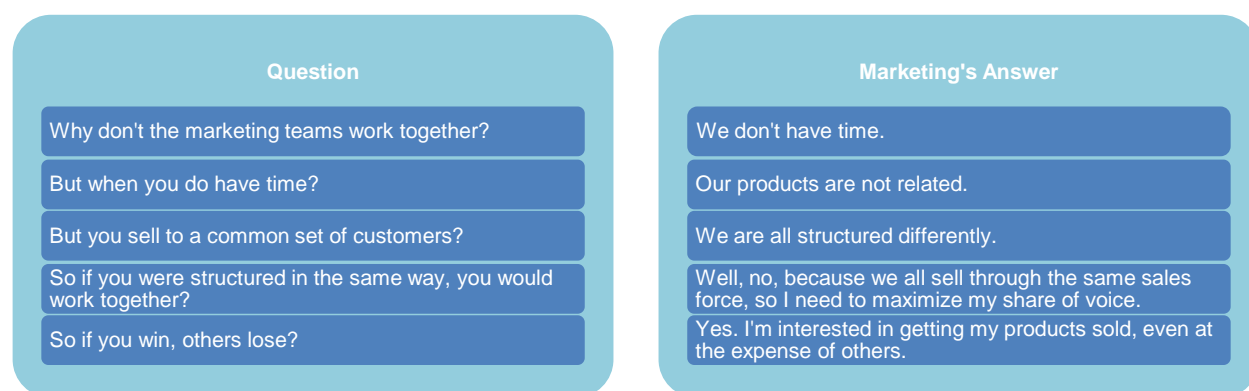 Question
Why don't the marketing teams work together?
But when you do have time?
But you sell to a common set of customers?
So if you were structured in the same way, you would
work together?
So if you win, others lose?
Marketing's Answer
We don't have time.
Our products are not related.
We are all structured differently.
Well, no, because we all sell through the same sales
force, so I need to maximize my share of voice.
Yes. I'm interested in getting my products sold, even at
the expense of others.